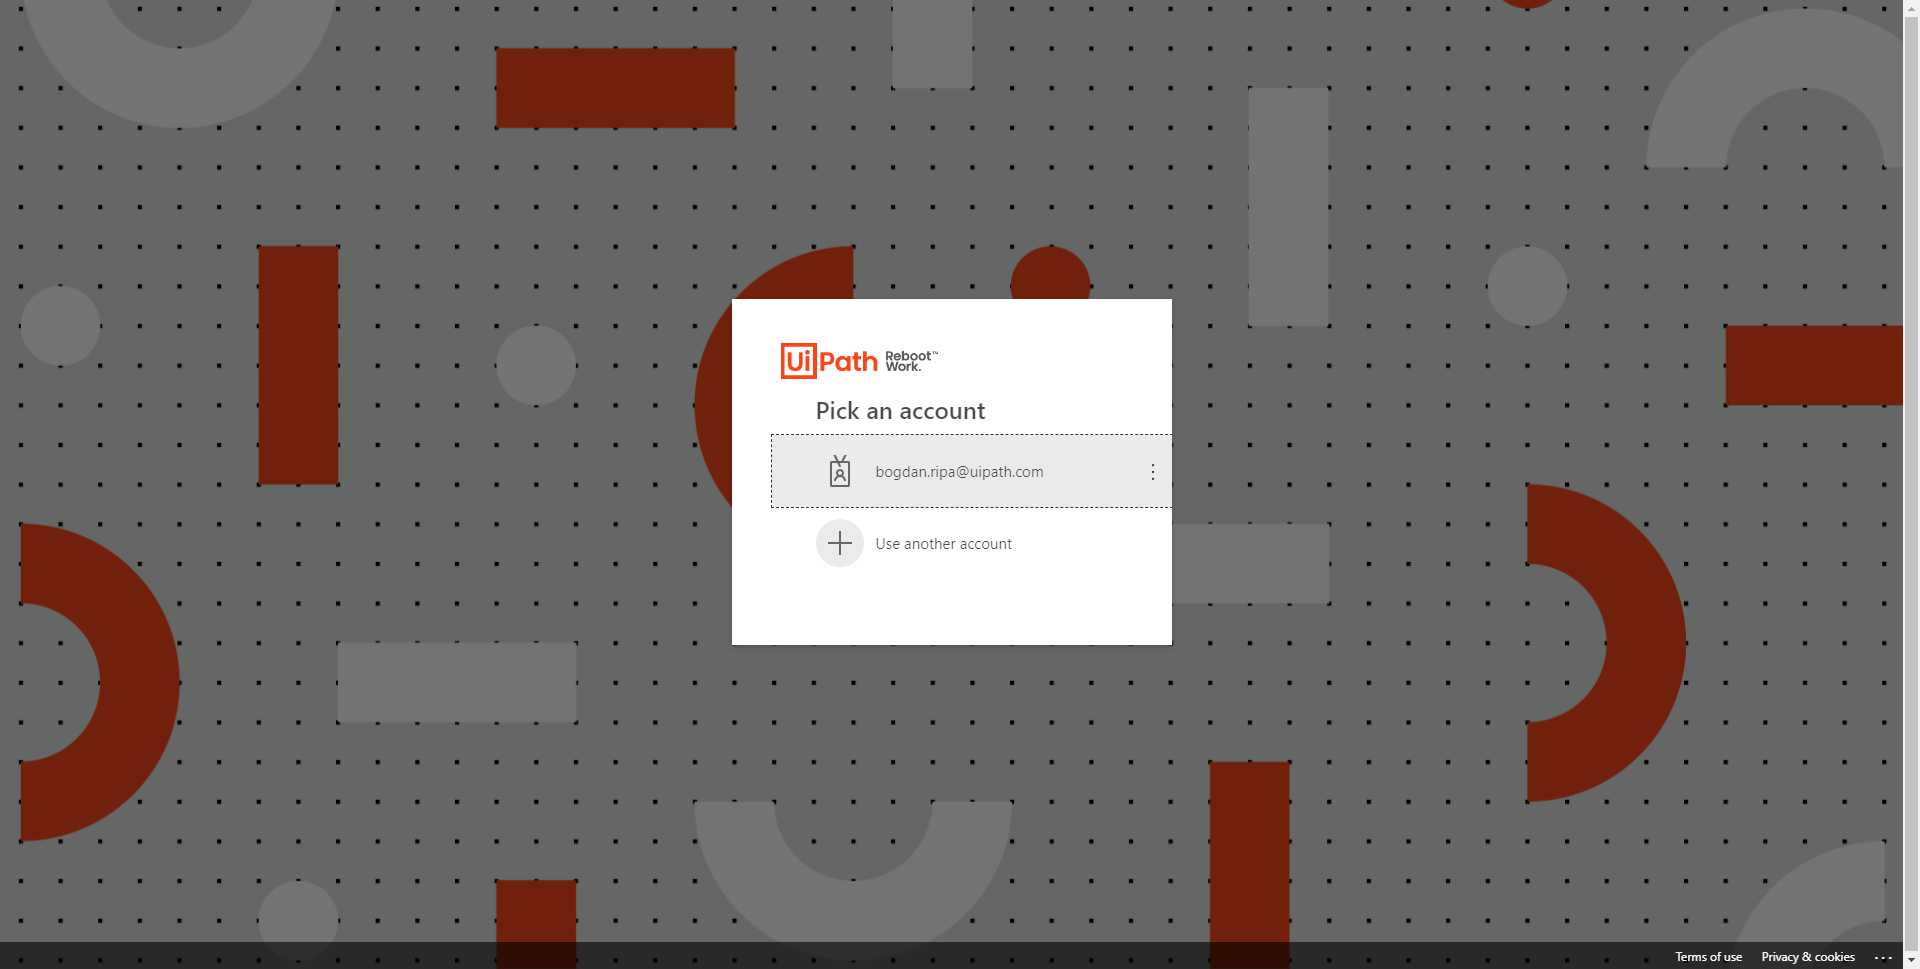 UiPath Reboot™ Work.
Pick an account
bogdan.ripa@uipath.com
Use another account
Terms of use Privacy & cookies ...